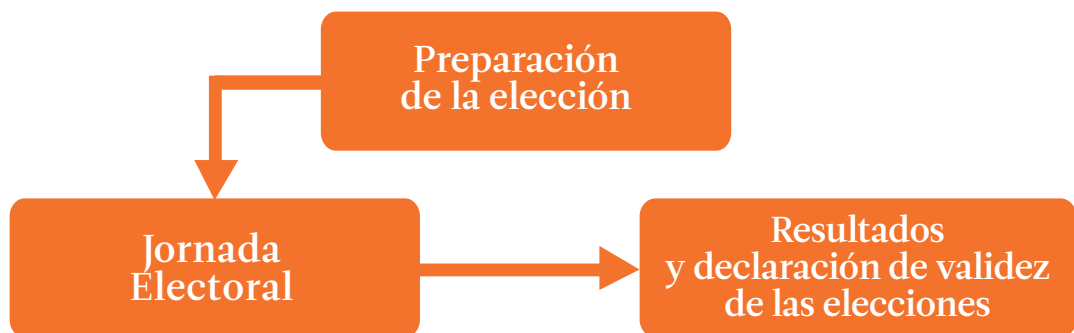 Preparación
de la elección
Jornada
Electoral
Resultados
y declaración de validez
de las elecciones